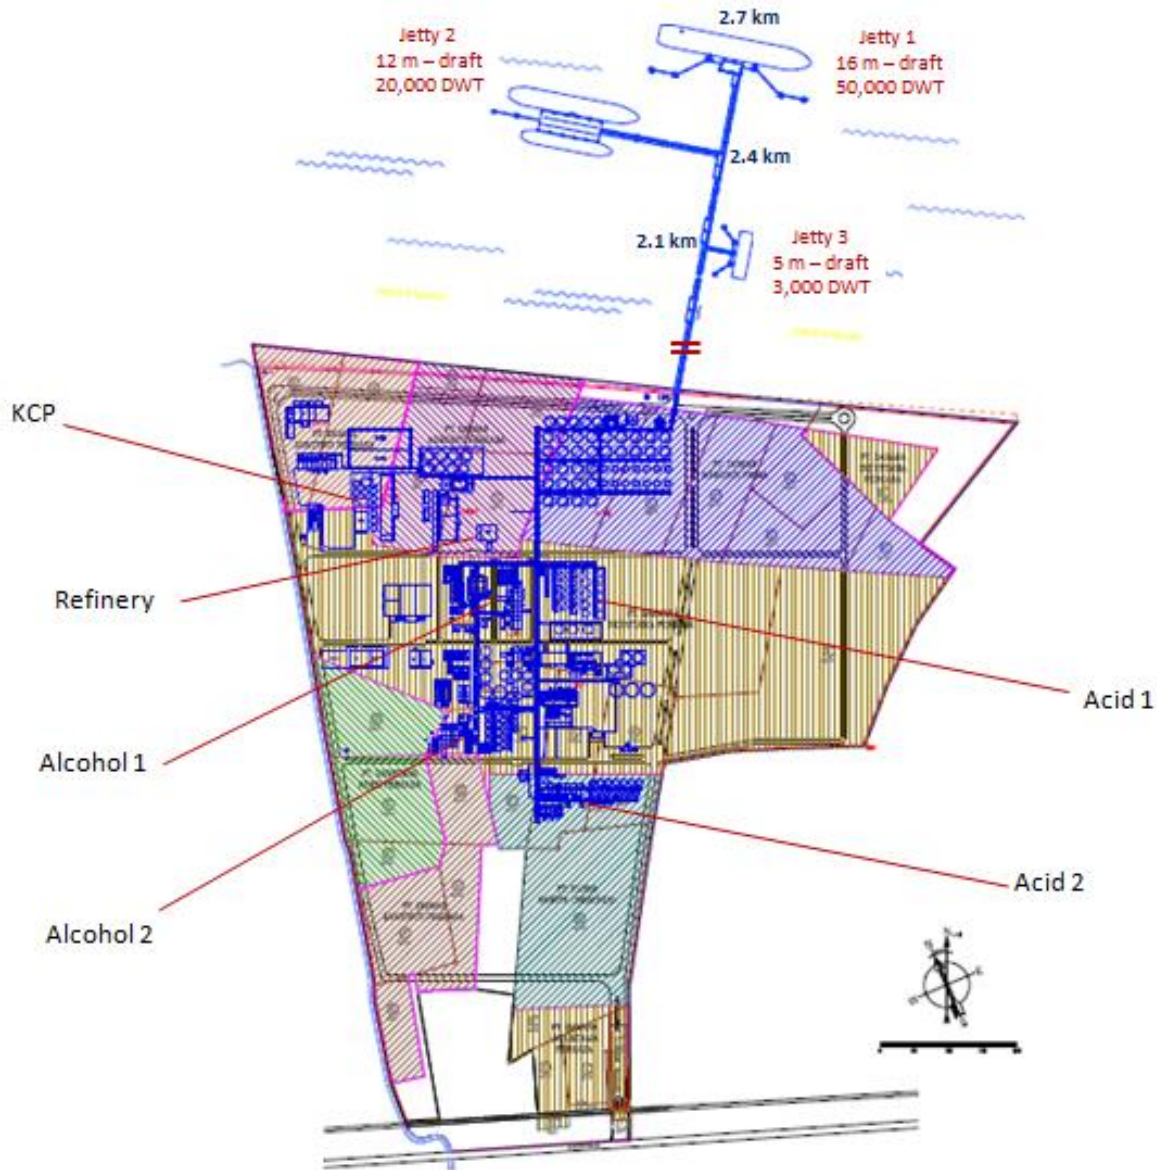 2.7 km
Jetty 2
12 m – draft
20,000 DWT
Jetty 1
16 m – draft
50,000 DWT
2.4 km
2.1 km
Jetty 3
5 m – draft
3,000 DWT
KCP
Refinery
Acid 1
Alcohol 1
Acid 2
Alcohol 2